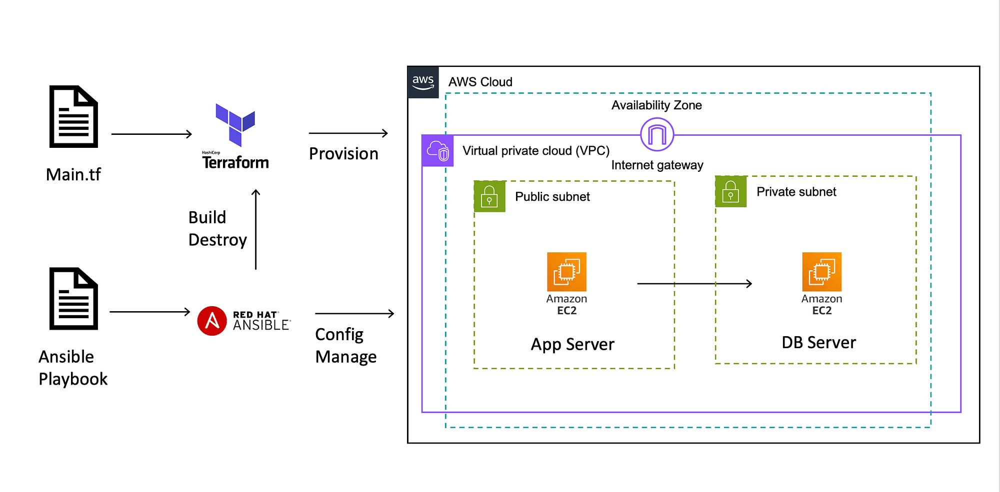 Main.tf
HashiCorp
Terraform
Provision
Build
Destroy
Ansible
Playbook
RED HAT®
ANSIBLE®
Config
Manage
aws
AWS Cloud
Availability Zone
Virtual private cloud (VPC)
Internet gateway
Public subnet
Amazon
EC2
App Server
Private subnet
Amazon
EC2
DB Server